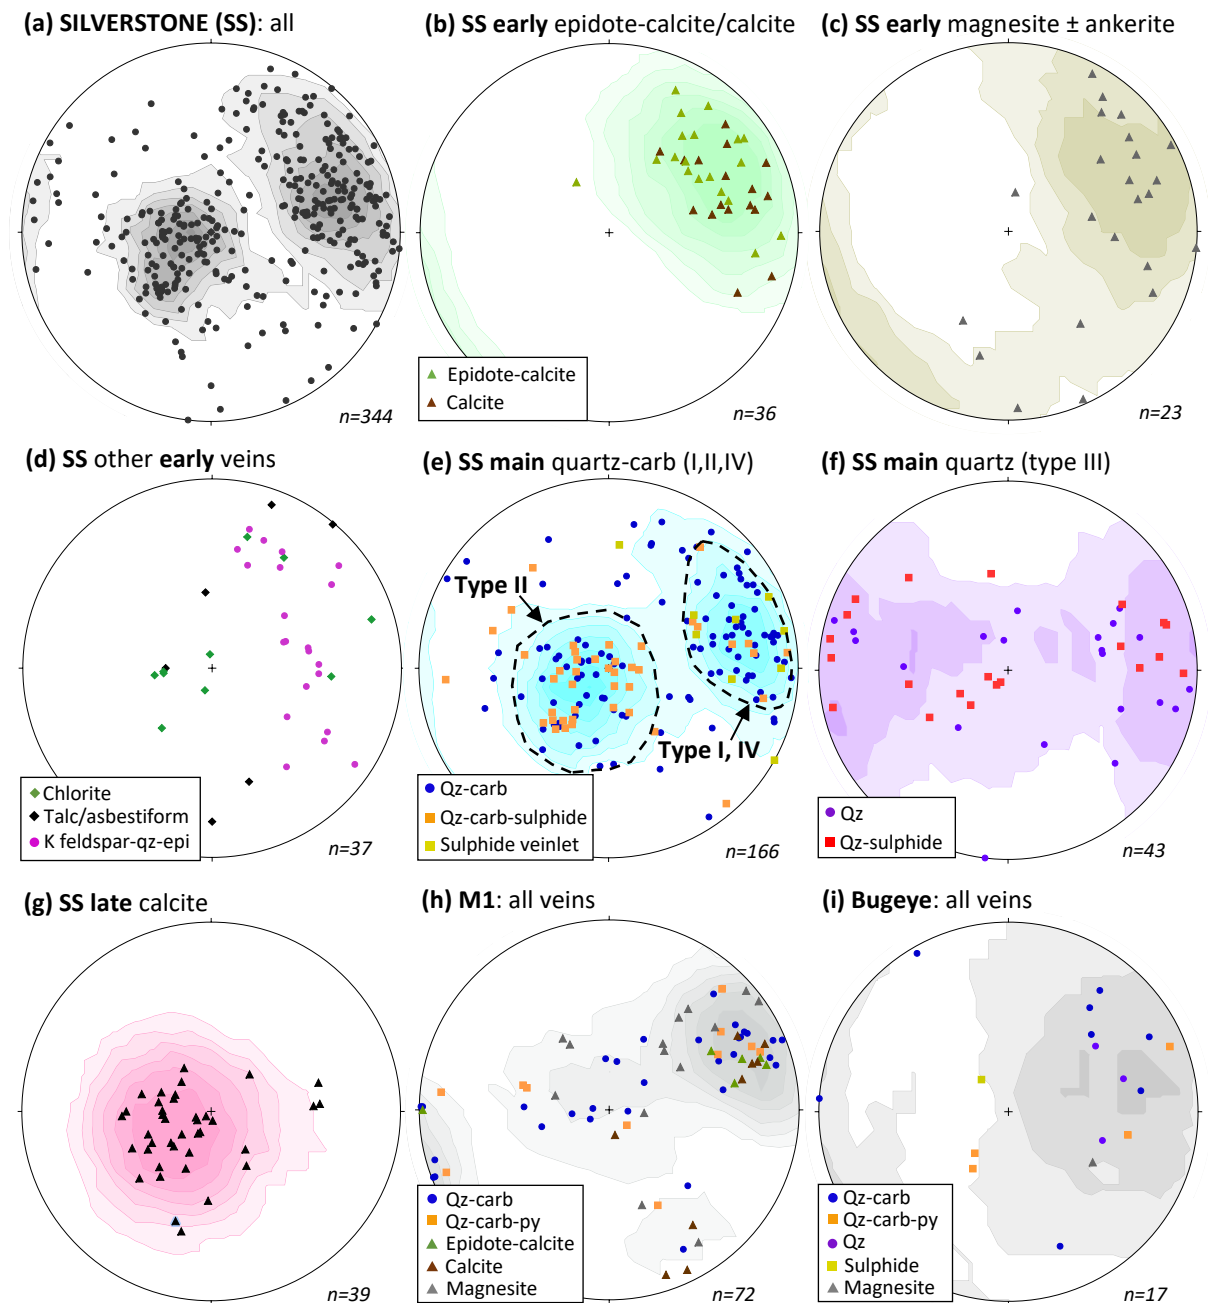 (a) SILVERSTONE (SS): all
n=344
(b) SS early epidote-calcite/calcite
Epidote-calcite
Calcite
n=36
(c) SS early magnesite ± ankerite
n=23
(d) SS other early veins
Chlorite
Talc/asbestiform
K feldspar-qz-epi
n=37
(e) SS main quartz-carb (I,II,IV)
Type II
Type I, IV
Qz-carb
Qz-carb-sulphide
Sulphide veinlet
n=166
(f) SS main quartz (type III)
Qz
Qz-sulphide
n=43
(g) SS late calcite
n=39
(h) M1: all veins
Qz-carb
Qz-carb-py
Epidote-calcite
Calcite
Magnesite
n=72
(i) Bugeye: all veins
Qz-carb
Qz-carb-py
Qz
Sulphide
Magnesite
n=17